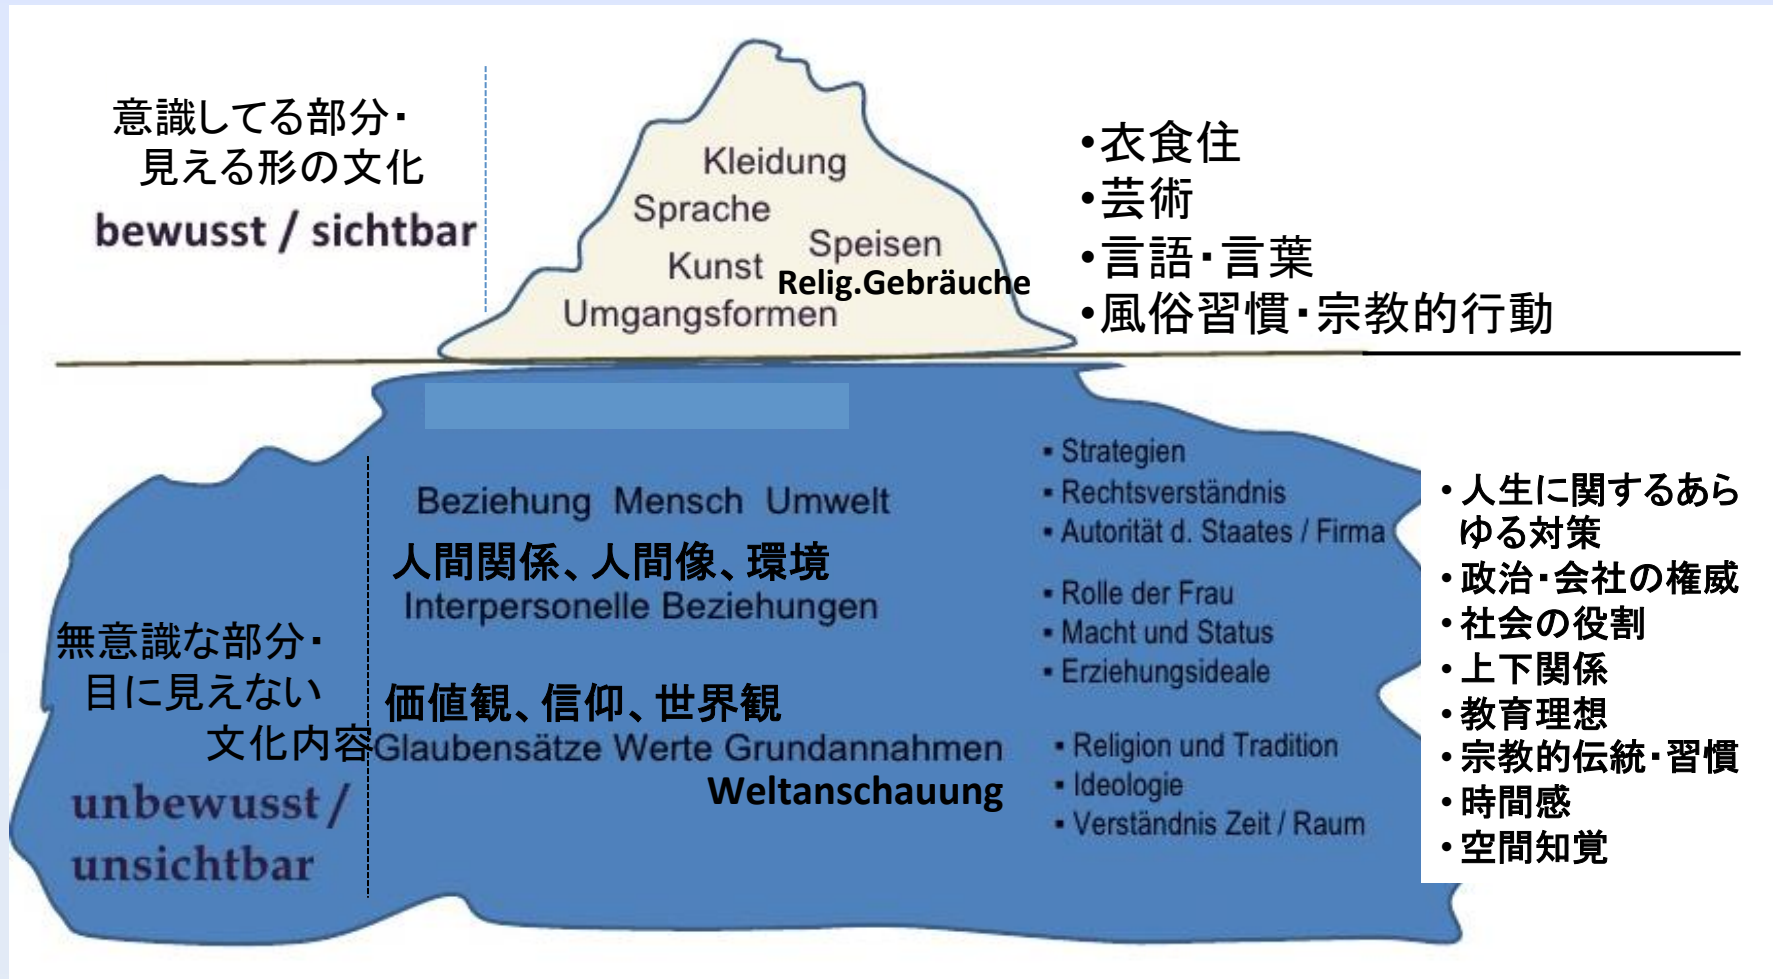 意識してる部分・
見える形の文化
bewusst / sichtbar
Kleidung
Sprache
Speisen
Kunst
Relig.Gebräuche
Umgangsformen
•衣食住
•芸術
•言語・言葉
•風俗習慣・宗教的行動
無意識な部分・
目に見えない
文化内容
unbewusst /
unsichtbar
Beziehung Mensch Umwelt
人間関係、人間像、環境
Interpersonelle Beziehungen
価値観、信仰、世界観
Glaubensätze Werte Grundannahmen
Weltanschauung
▪ Strategien
▪ Rechtsverständnis
▪ Autorität d. Staates / Firma
▪ Rolle der Frau
▪ Macht und Status
▪ Erziehungsideale
▪ Religion und Tradition
▪ Ideologie
▪ Verständnis Zeit / Raum
•人生に関するあら
ゆる対策
•政治・会社の権威
•社会の役割
•上下関係
•教育理想
•宗教的伝統・習慣
•時間感
•空間知覚